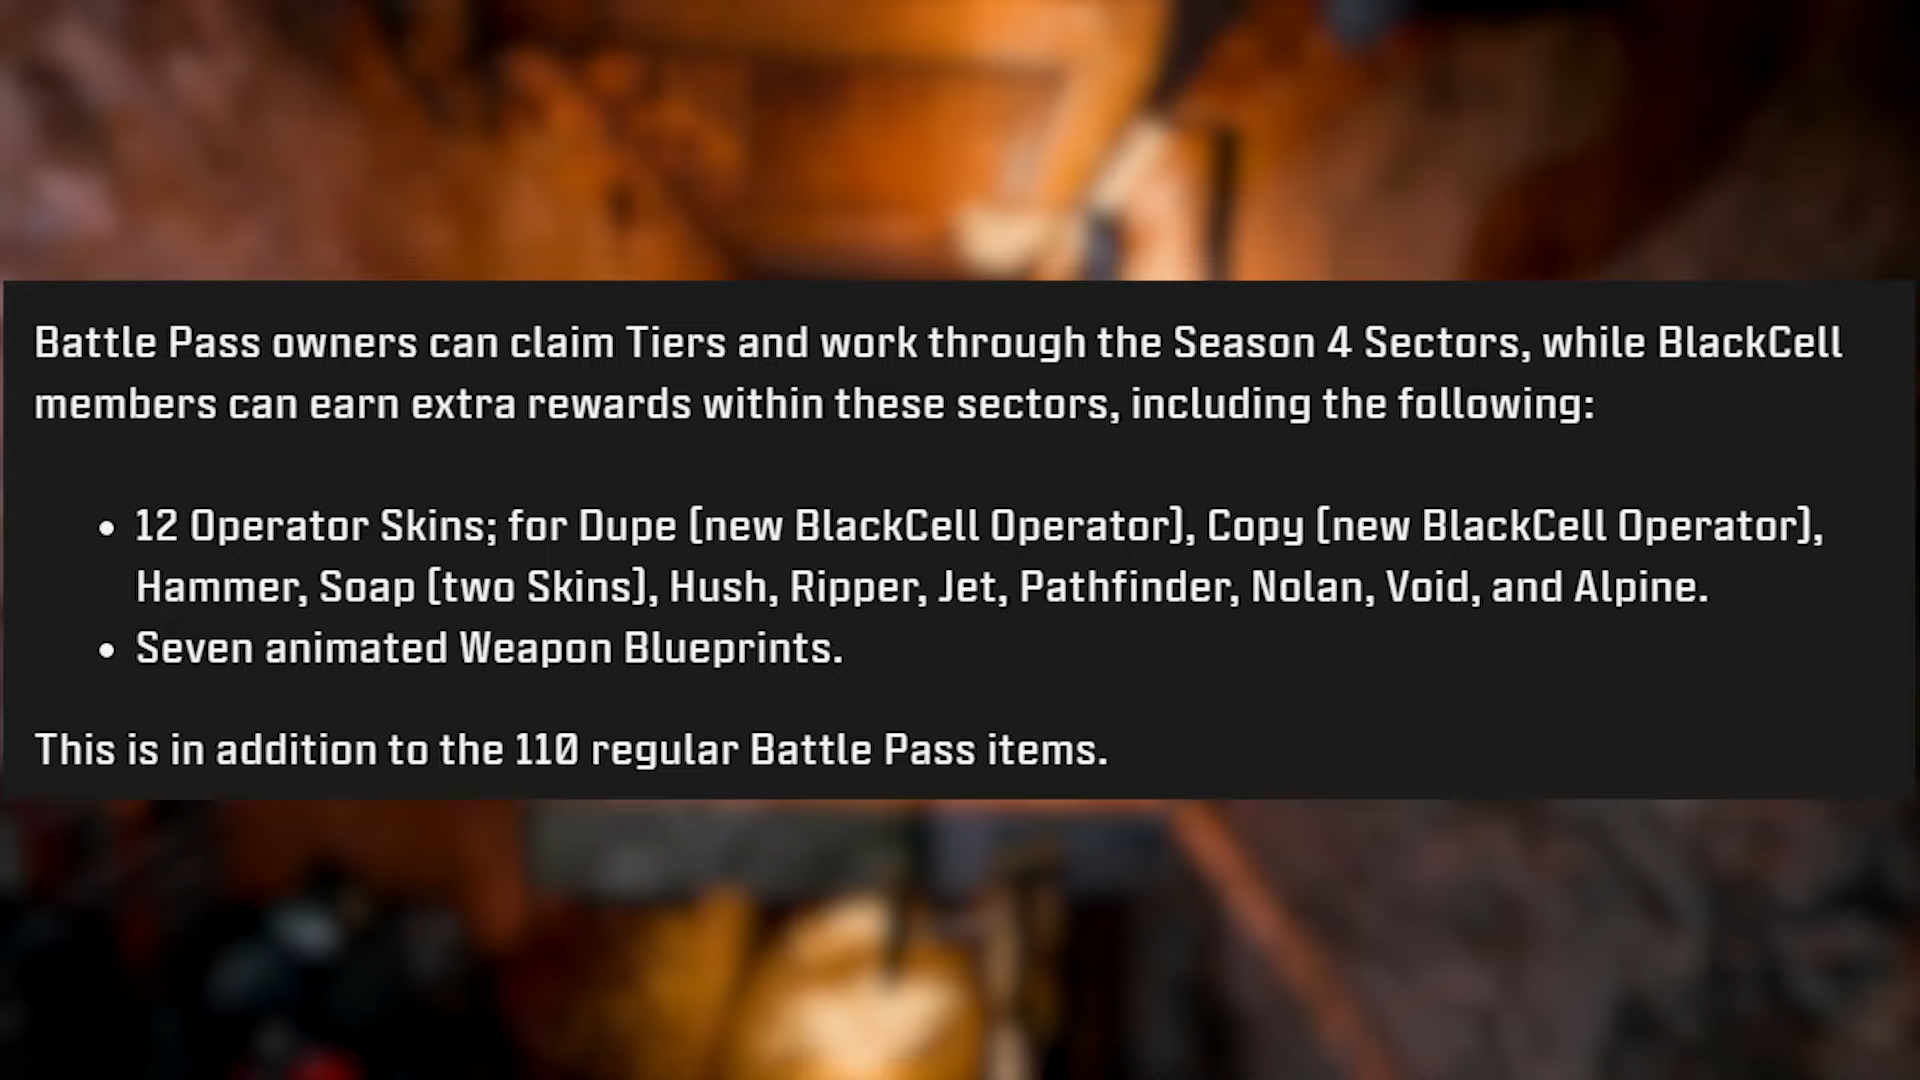 Battle Pass owners can claim Tiers and work through the Season 4 Sectors, while BlackCell
members can earn extra rewards within these sectors, including the following:
• 12 Operator Skins; for Dupe (new BlackCell Operator), Copy (new BlackCell Operator),
Hammer, Soap (two Skins), Hush, Ripper, Jet, Pathfinder, Nolan, Void, and Alpine.
• Seven animated Weapon Blueprints.
This is in addition to the 110 regular Battle Pass items.